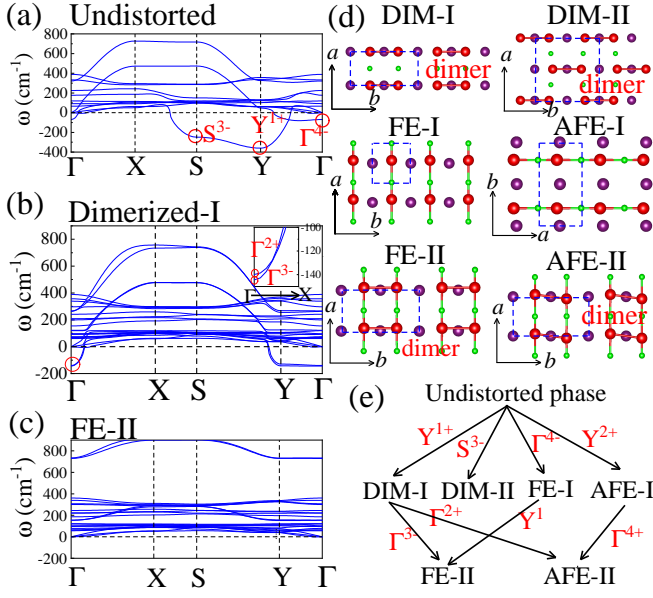 (a)
Undistorted
ω (cm⁻¹)
800
600
400
200
0
-200
-400
S³⁻
Y¹⁺
Γ⁴⁻
Γ X S Y Γ
(b)
Dimerized-I
ω (cm⁻¹)
800
600
400
200
0
-200
-100
-120
-140
Γ²⁺
Γ³⁻
Γ X
Γ X S Y Γ
(c)
FE-II
ω (cm⁻¹)
800
600
400
200
0
Γ X S Y Γ
(d)
DIM-I DIM-II
a
b
dimer
a
b
dimer
FE-I AFE-I
a
b
b
a
FE-II AFE-II
a
b
dimer
a
b
dimer
(e)
Undistorted phase
Y¹⁺ S³⁻ Γ⁴⁻ Y²⁺
DIM-I DIM-II FE-I AFE-I
Γ³⁻ Γ²⁺ Y¹ Γ⁴⁺
FE-II AFE-II